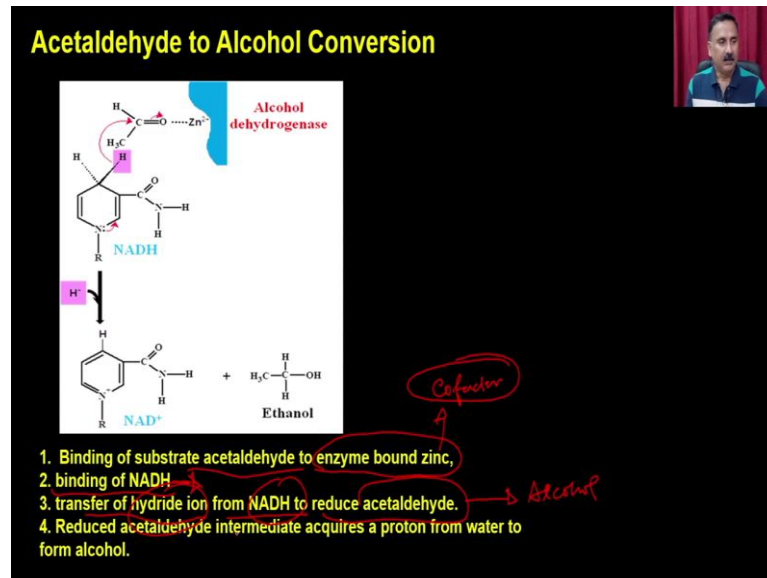 Acetaldehyde to Alcohol Conversion
H
C
O
Zn²⁺
Alcohol
dehydrogenase
H₃C
H
H
O
C
N
H
H
N
R
NADH
H⁻
H
O
C
N
H
H
N⁺
R
NAD⁺
+
H
H₃C
C
OH
H
Ethanol
Cofactor
1. Binding of substrate acetaldehyde to enzyme bound zinc,
2. binding of NADH
3. transfer of hydride ion from NADH to reduce acetaldehyde.
Alcohol
4. Reduced acetaldehyde intermediate acquires a proton from water to
form alcohol.